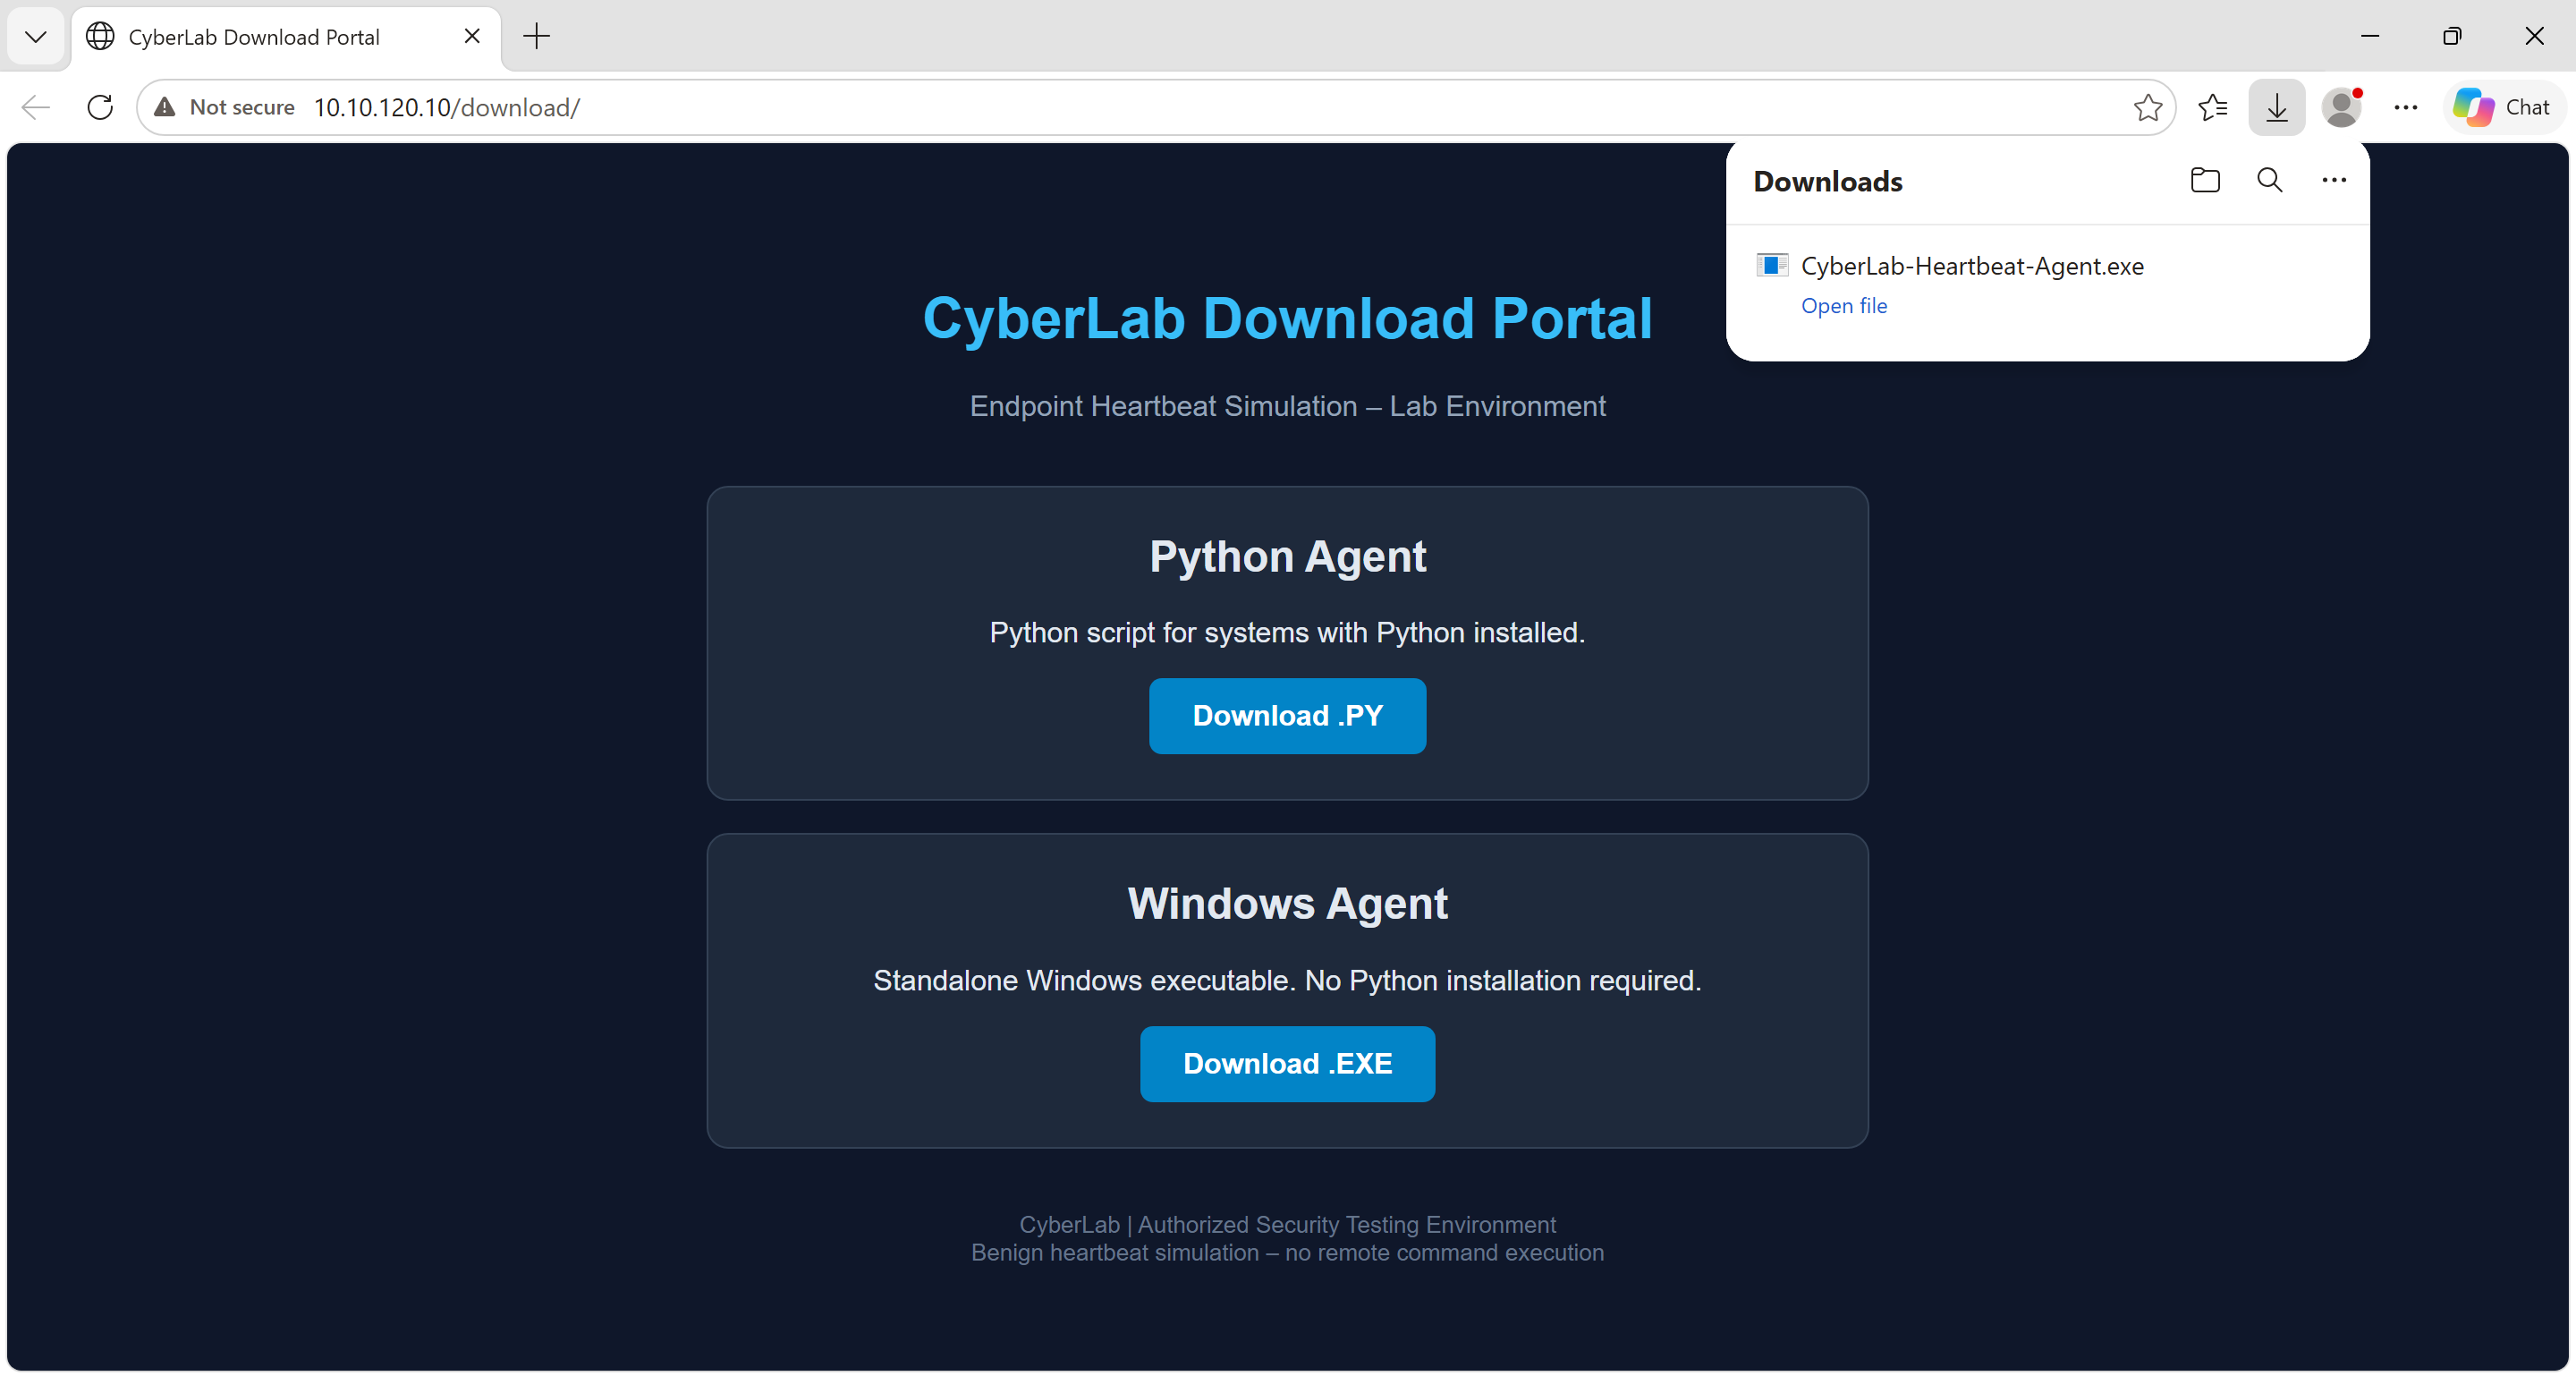 CyberLab Download Portal
Not secure 10.10.120.10/download/
Chat
Downloads
CyberLab-Heartbeat-Agent.exe
Open file
CyberLab Download Portal
Endpoint Heartbeat Simulation – Lab Environment
Python Agent
Python script for systems with Python installed.
Download .PY
Windows Agent
Standalone Windows executable. No Python installation required.
Download .EXE
CyberLab | Authorized Security Testing Environment
Benign heartbeat simulation – no remote command execution